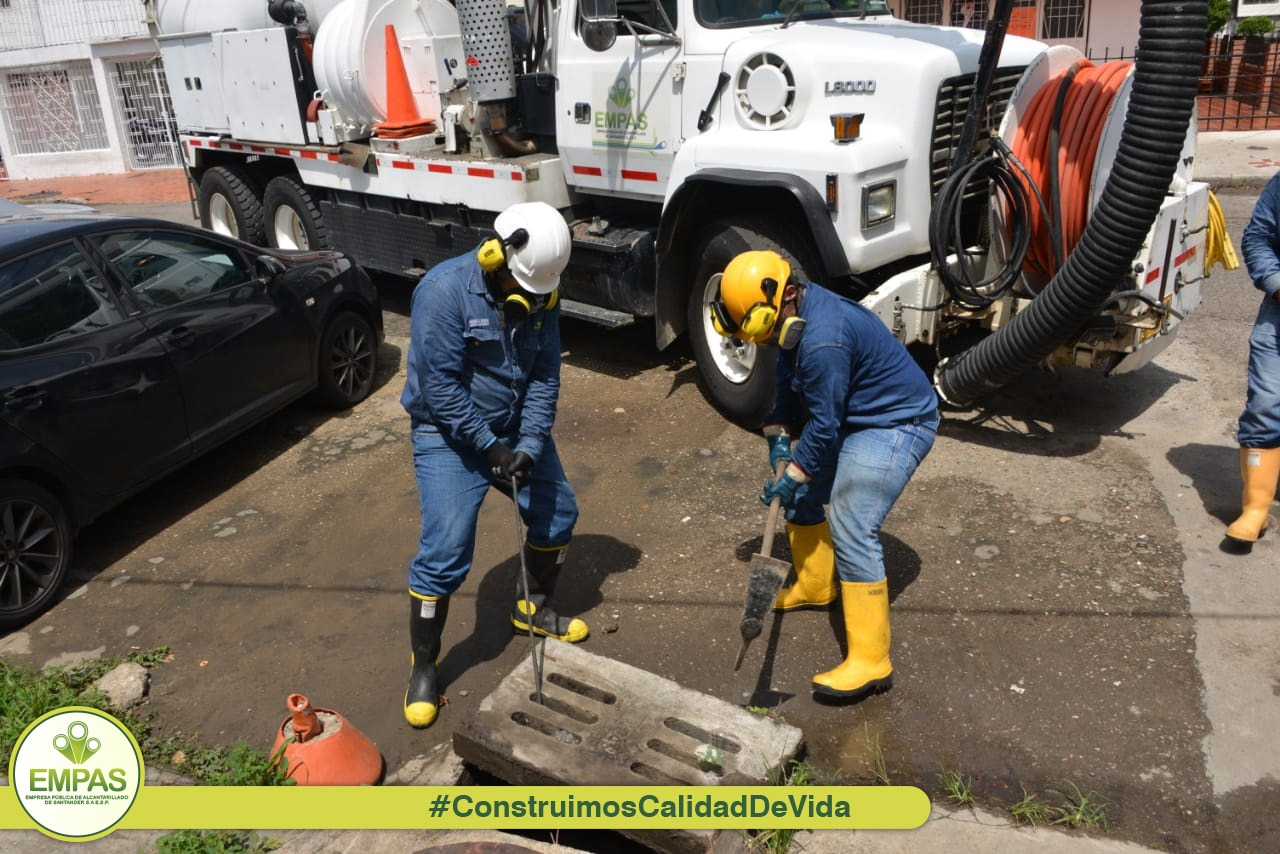 EMPAS
L8000
EMPAS
EMPRESA PÚBLICA DE ALCANTARILLADO
DE SANTANDER S.A E.S.P.
#ConstruimosCalidadDeVida